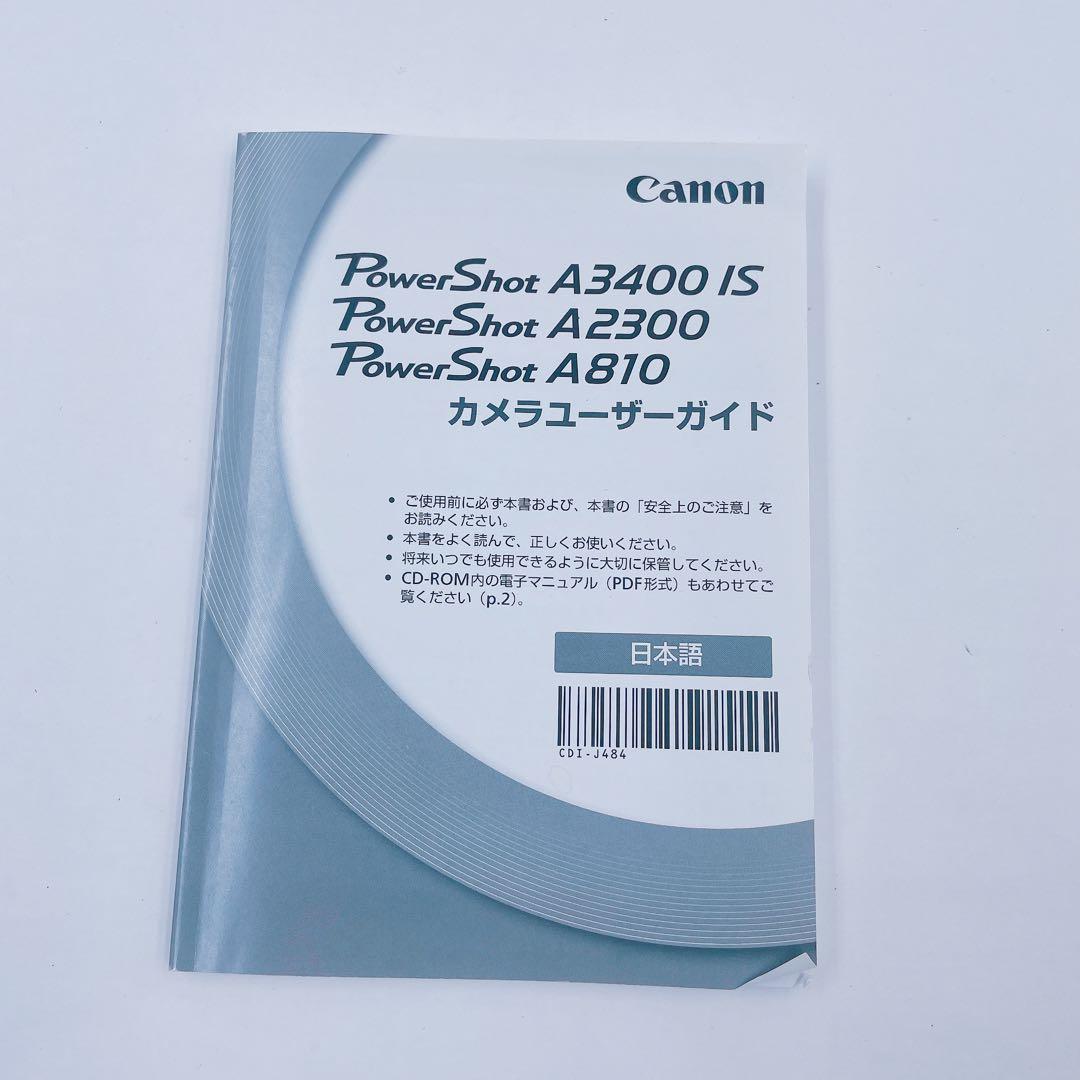 Canon
PowerShot A3400 IS
PowerShot A2300
PowerShot A810
カメラユーザーガイド
• ご使用前に必ず本書および、本書の「安全上のご注意」を
お読みください。
• 本書をよく読んで、正しくお使いください。
• 将来いつでも使用できるように大切に保管してください。
• CD-ROM内の電子マニュアル（PDF形式）もあわせてご
覧ください（p.2）。
日本語
CDI-J484